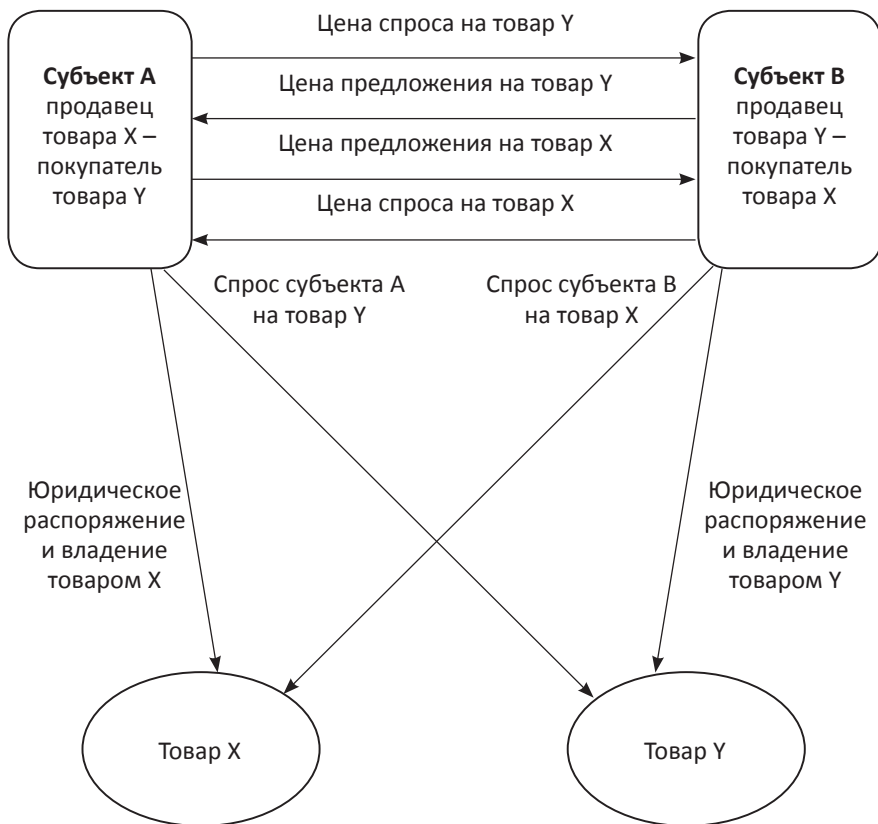 Цена спроса на товар Y
Субъект A
продавец
товара X –
покупатель
товара Y
Цена предложения на товар Y
Цена предложения на товар X
Цена спроса на товар X
Субъект B
продавец
товара Y –
покупатель
товара X
Спрос субъекта A
на товар Y
Спрос субъекта B
на товар X
Юридическое
распоряжение
и владение
товаром X
Юридическое
распоряжение
и владение
товаром Y
Товар X
Товар Y